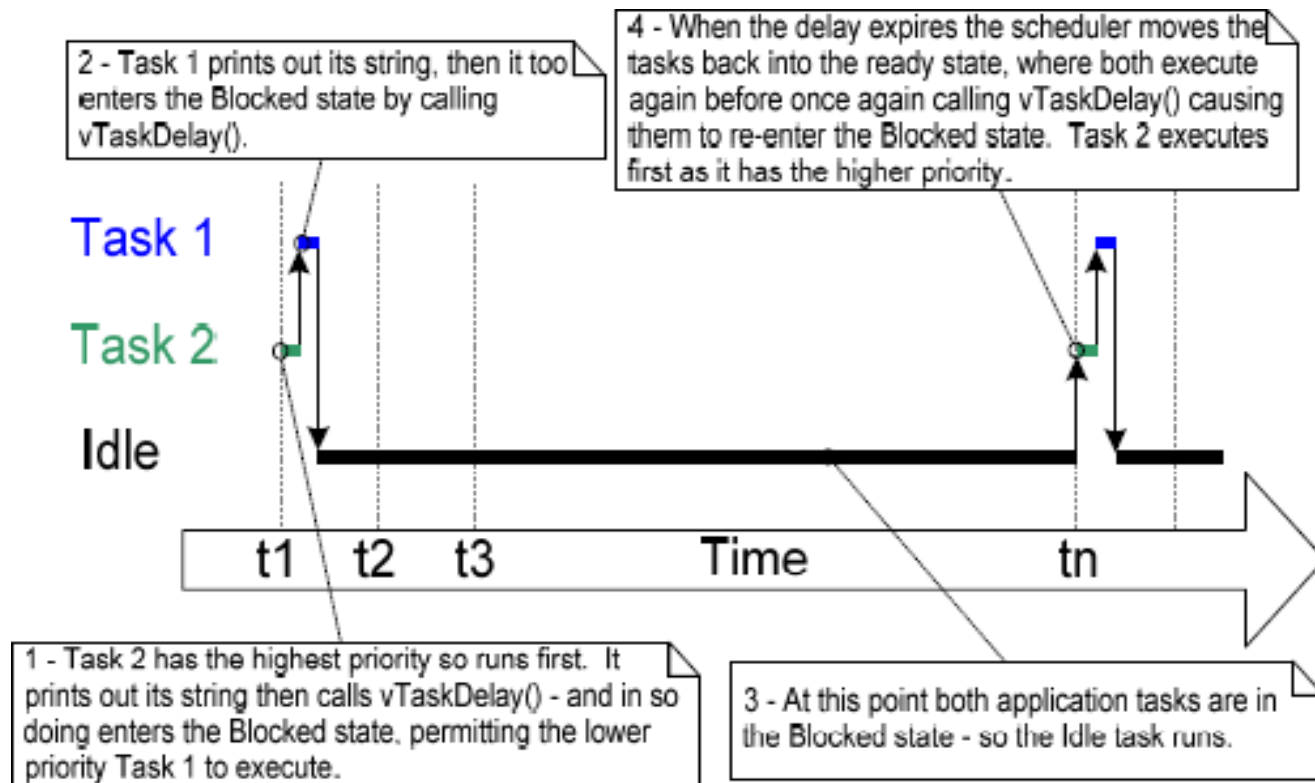 2 - Task 1 prints out its string, then it too
enters the Blocked state by calling
vTaskDelay().
4 - When the delay expires the scheduler moves the
tasks back into the ready state, where both execute
again before once again calling vTaskDelay() causing
them to re-enter the Blocked state. Task 2 executes
first as it has the higher priority.
Task 1
Task 2
Idle
t1 t2 t3 Time tn
1 - Task 2 has the highest priority so runs first. It
prints out its string then calls vTaskDelay() - and in so
doing enters the Blocked state, permitting the lower
priority Task 1 to execute.
3 - At this point both application tasks are in
the Blocked state - so the Idle task runs.